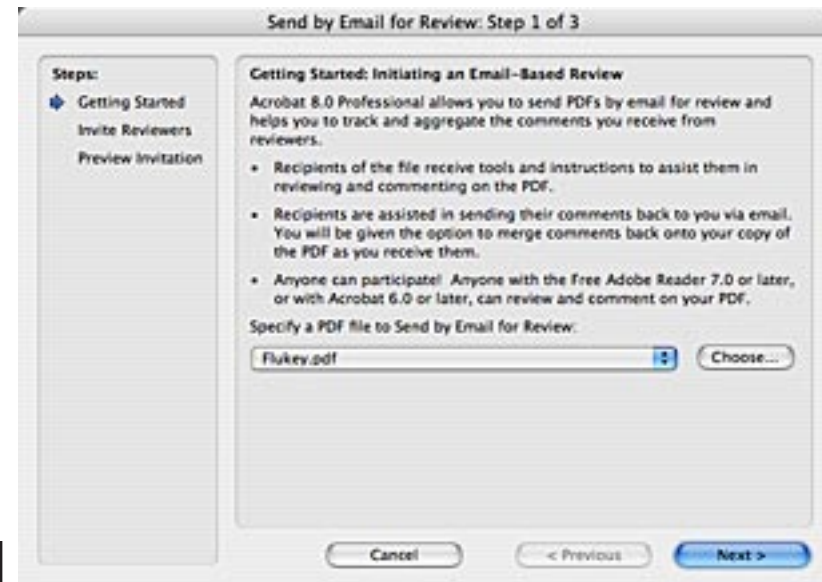 Send by Email for Review: Step 1 of 3
Steps:
Getting Started
Invite Reviewers
Preview Invitation
Getting Started: Initiating an Email-Based Review
Acrobat 8.0 Professional allows you to send PDFs by email for review and
helps you to track and aggregate the comments you receive from
reviewers.
• Recipients of the file receive tools and instructions to assist them in
reviewing and commenting on the PDF.
• Recipients are assisted in sending their comments back to you via email.
You will be given the option to merge comments back onto your copy of
the PDF as you receive them.
• Anyone can participate! Anyone with the Free Adobe Reader 7.0 or later,
or with Acrobat 6.0 or later, can review and comment on your PDF.
Specify a PDF file to Send by Email for Review:
Flukey.pdf
Choose...
Cancel
< Previous
Next >